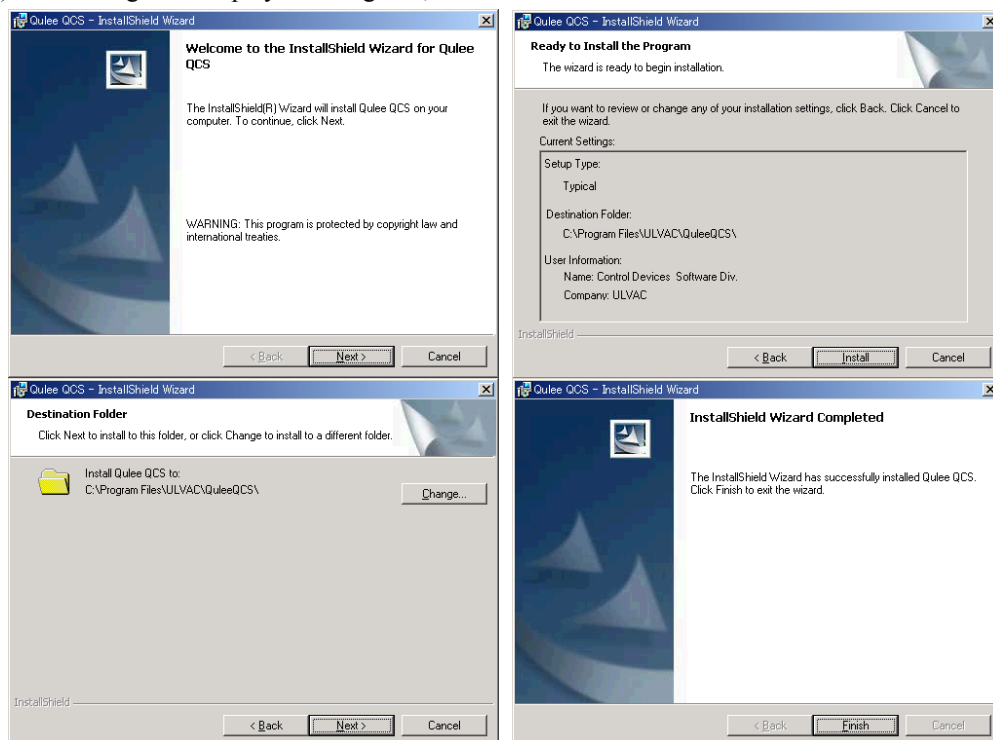 Qulee QCS - InstallShield Wizard
Welcome to the InstallShield Wizard for Qulee
QCS
The InstallShield(R) Wizard will install Qulee QCS on your
computer. To continue, click Next.
WARNING: This program is protected by copyright law and
international treaties.
< Back
Next >
Cancel
Qulee QCS - InstallShield Wizard
Ready to Install the Program
The wizard is ready to begin installation.
If you want to review or change any of your installation settings, click Back. Click Cancel to
exit the wizard.
Current Settings:
Setup Type:
Typical
Destination Folder:
C:\Program Files\ULVAC\QuleeQCS\
User Information:
Name: Control Devices Software Div.
Company: ULVAC
InstallShield
< Back
Install
Cancel
Qulee QCS - InstallShield Wizard
Destination Folder
Click Next to install to this folder, or click Change to install to a different folder.
Install Qulee QCS to:
C:\Program Files\ULVAC\QuleeQCS\
Change...
InstallShield
< Back
Next >
Cancel
Qulee QCS - InstallShield Wizard
InstallShield Wizard Completed
The InstallShield Wizard has successfully installed Qulee QCS.
Click Finish to exit the wizard.
< Back
Finish
Cancel